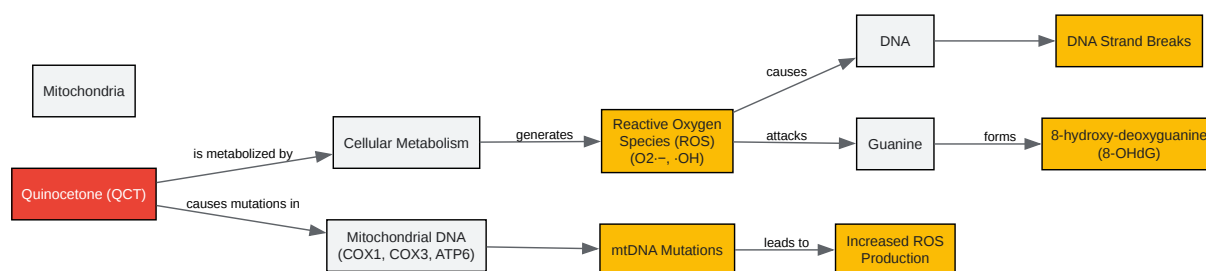 DNA
DNA Strand Breaks
causes
Mitochondria
Reactive Oxygen
Species (ROS)
(O2·−, ·OH)
Cellular Metabolism
generates
attacks
Guanine
forms
8-hydroxy-deoxyguanine
(8-OHdG)
is metabolized by
Quinocetone (QCT)
causes mutations in
Mitochondrial DNA
(COX1, COX3, ATP6)
mtDNA Mutations
leads to
Increased ROS
Production